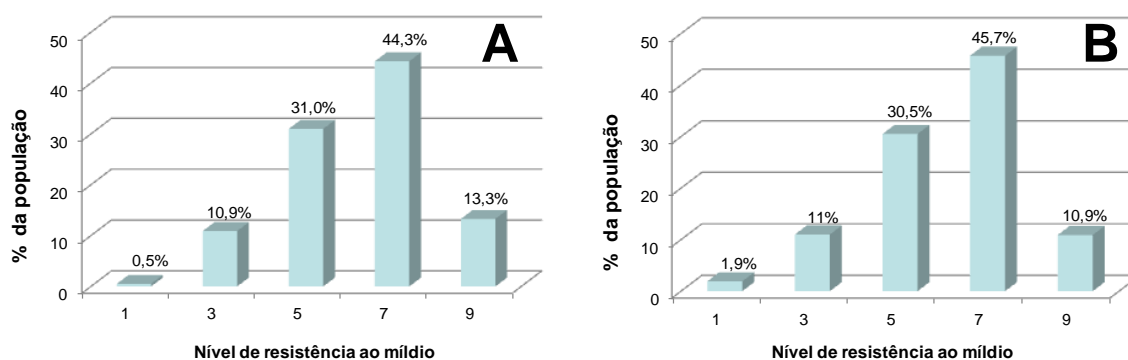 A
50
40
30
20
10
0
% da população
0,5%
10,9%
31,0%
44,3%
13,3%
1 3 5 7 9
Nível de resistência ao míldio
B
50
40
30
20
10
0
% da população
1,9%
11%
30,5%
45,7%
10,9%
1 3 5 7 9
Nível de resistência ao míldio